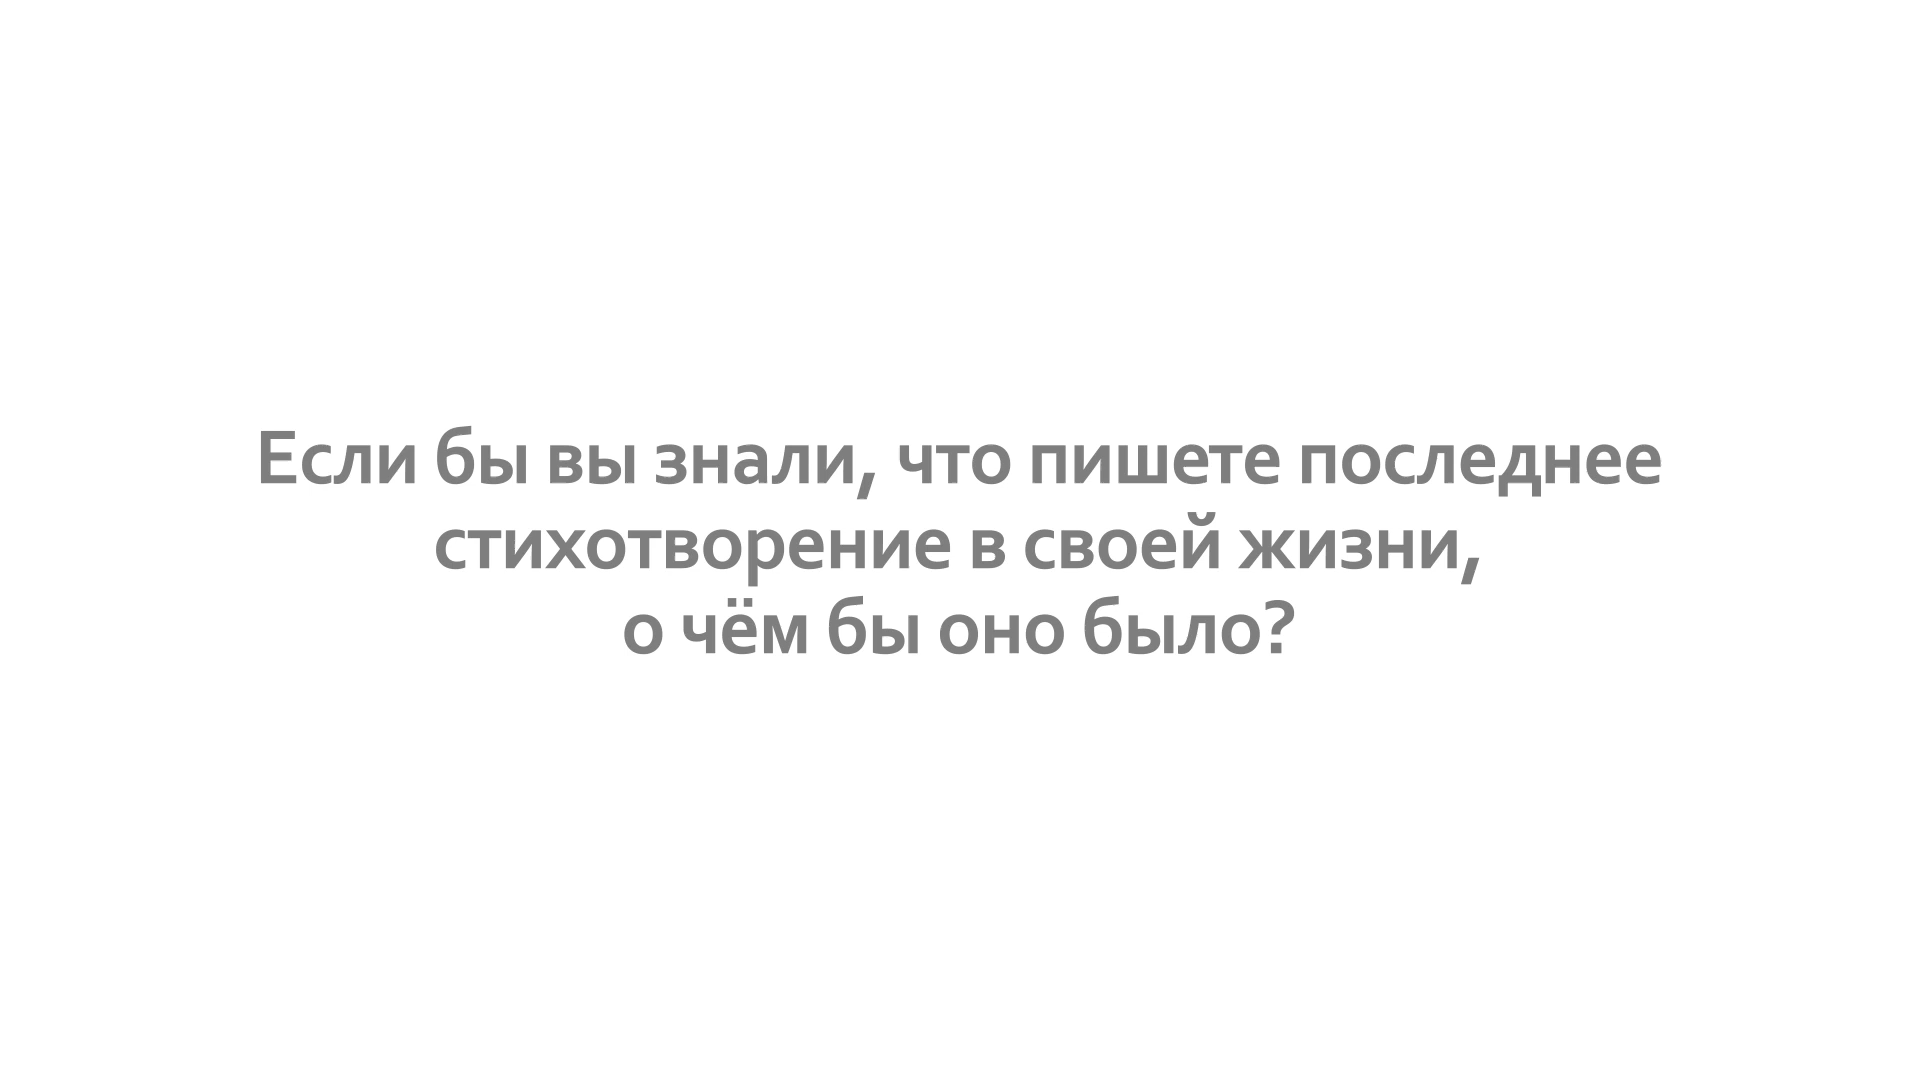 Если бы вы знали, что пишете последнее
стихотворение в своей жизни,
о чём бы оно было?